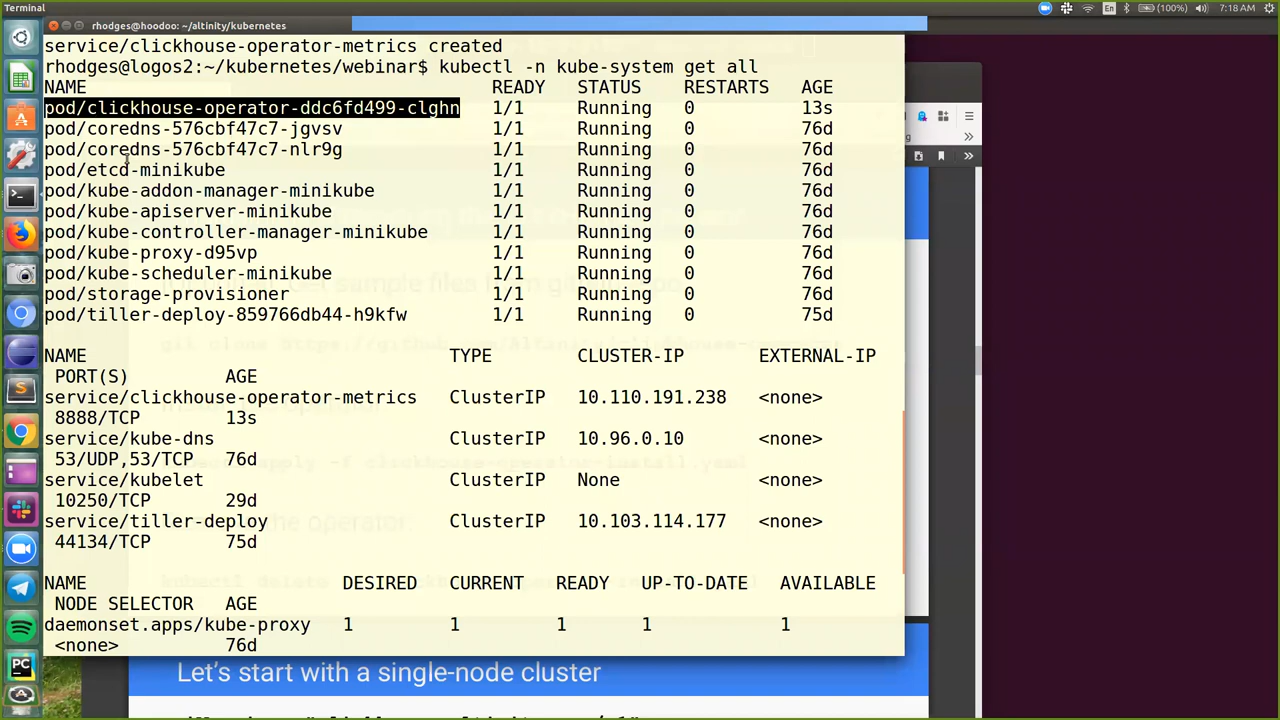 Terminal
En
(100%)
7:18 AM
rhodges@hoodoo: ~/altinity/kubernetes
service/clickhouse-operator-metrics created
rhodges@logos2:~/kubernetes/webinar$ kubectl -n kube-system get all
NAME READY STATUS RESTARTS AGE
pod/clickhouse-operator-ddc6fd499-clghn 1/1 Running 0 13s
pod/coredns-576cbf47c7-jgvsv 1/1 Running 0 76d
pod/coredns-576cbf47c7-nlr9g 1/1 Running 0 76d
pod/etcd-minikube 1/1 Running 0 76d
pod/kube-addon-manager-minikube 1/1 Running 0 76d
pod/kube-apiserver-minikube 1/1 Running 0 76d
pod/kube-controller-manager-minikube 1/1 Running 0 76d
pod/kube-proxy-d95vp 1/1 Running 0 76d
pod/kube-scheduler-minikube 1/1 Running 0 76d
pod/storage-provisioner 1/1 Running 0 76d
pod/tiller-deploy-859766db44-h9kfw 1/1 Running 0 75d
NAME TYPE CLUSTER-IP EXTERNAL-IP
PORT(S) AGE
service/clickhouse-operator-metrics ClusterIP 10.110.191.238 <none>
8888/TCP 13s
service/kube-dns ClusterIP 10.96.0.10 <none>
53/UDP,53/TCP 76d
service/kubelet ClusterIP None <none>
10250/TCP 29d
service/tiller-deploy ClusterIP 10.103.114.177 <none>
44134/TCP 75d
NAME DESIRED CURRENT READY UP-TO-DATE AVAILABLE
NODE SELECTOR AGE
daemonset.apps/kube-proxy 1 1 1 1 1
<none> 76d
Let's start with a single-node cluster